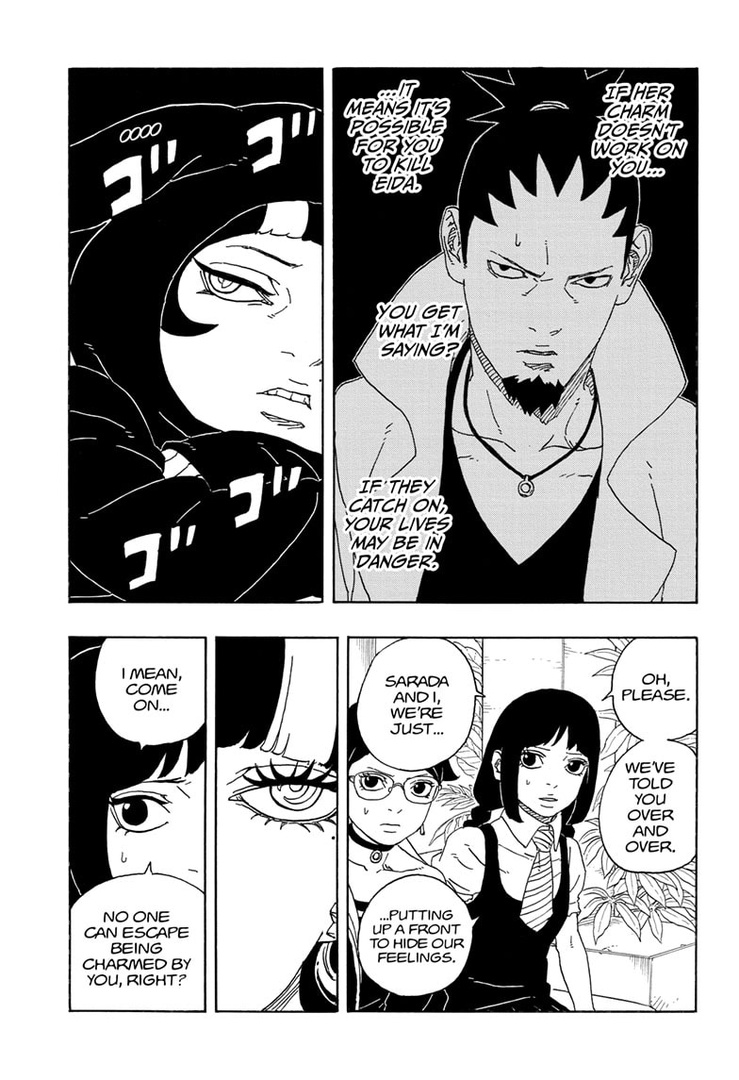 IF HER
CHARM
DOESN'T
WORK ON
YOU...
...IT
MEANS IT'S
POSSIBLE
FOR YOU
TO KILL
EIDA.
YOU GET
WHAT I'M
SAYING?
IF THEY
CATCH ON,
YOUR LIVES
MAY BE IN
DANGER.
OOOO
ゴ
ゴ
ゴ
ゴ
OH,
PLEASE.
WE'VE
TOLD
YOU
OVER
AND
OVER.
SARADA
AND I,
WE'RE
JUST...
...PUTTING
UP A FRONT
TO HIDE OUR
FEELINGS.
I MEAN,
COME
ON...
NO ONE
CAN ESCAPE
BEING
CHARMED BY
YOU, RIGHT?